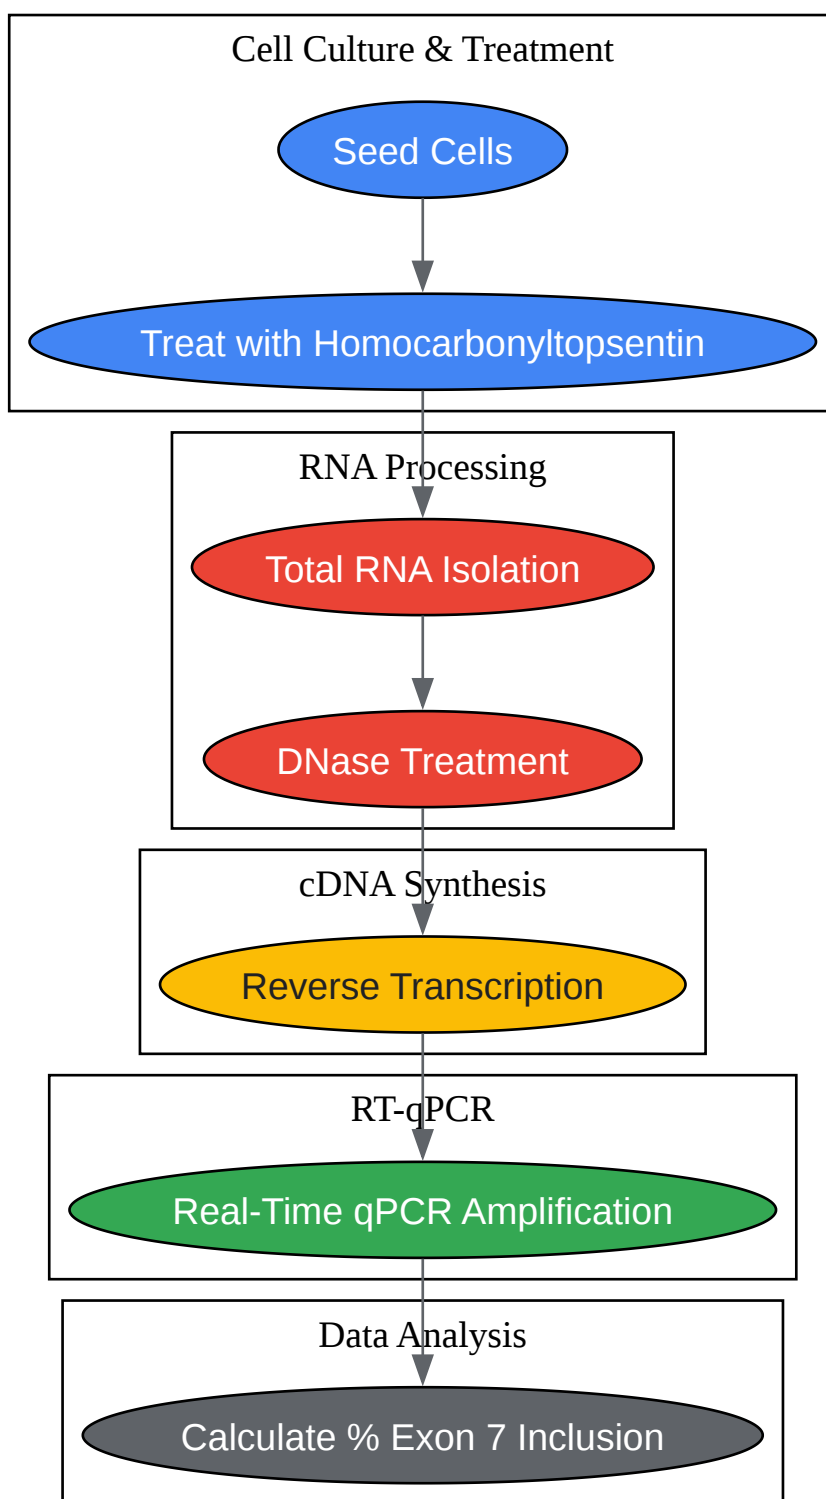 Cell Culture & Treatment
Seed Cells
Treat with Homocarbonyltopsentin
RNA Processing
Total RNA Isolation
DNase Treatment
cDNA Synthesis
Reverse Transcription
RT-qPCR
Real-Time qPCR Amplification
Data Analysis
Calculate % Exon 7 Inclusion